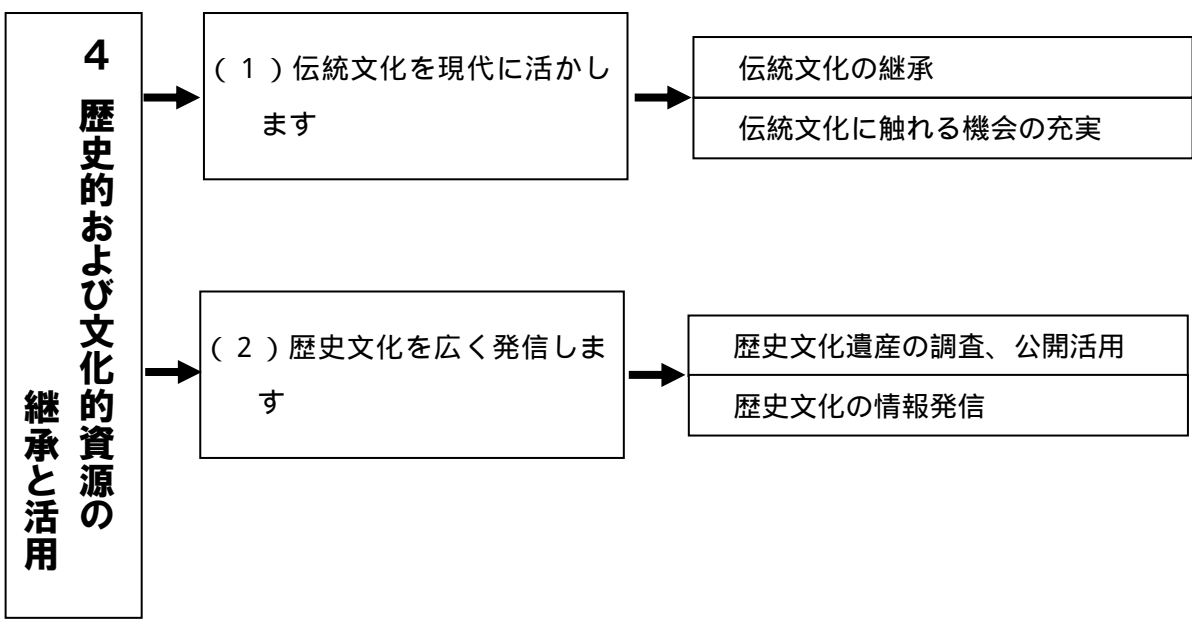 ４ 歴史的および文化的資源の
継承と活用
（１）伝統文化を現代に活かし
ます
伝統文化の継承
伝統文化に触れる機会の充実
（２）歴史文化を広く発信しま
す
歴史文化遺産の調査、公開活用
歴史文化の情報発信